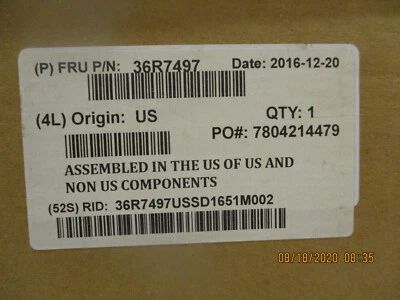 (P) FRU P/N: 36R7497 Date: 2016-12-20
(4L) Origin: US QTY: 1
PO#: 7804214479
ASSEMBLED IN THE US OF US AND
NON US COMPONENTS
(52S) RID: 36R7497USSD1651M002
08/18/2020 08:35